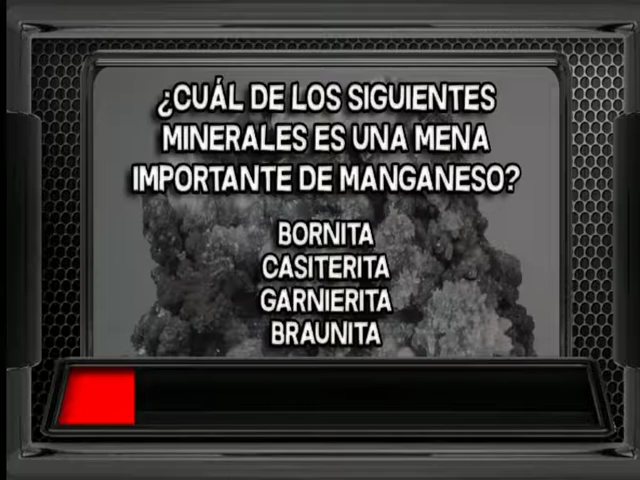 ¿CUÁL DE LOS SIGUIENTES
MINERALES ES UNA MENA
IMPORTANTE DE MANGANESO?
BORNITA
CASITERITA
GARNIERITA
BRAUNITA